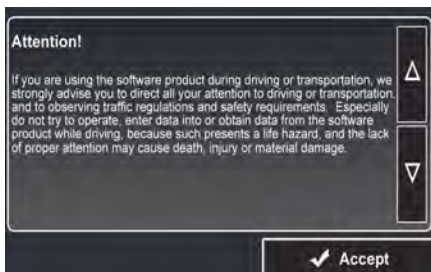 Attention!
If you are using the software product during driving or transportation, we
strongly advise you to direct all your attention to driving or transportation,
and to observing traffic regulations and safety requirements. Especially
do not try to operate, enter data into or obtain data from the software
product while driving, because such presents a life hazard, and the lack
of proper attention may cause death, injury or material damage.
Accept